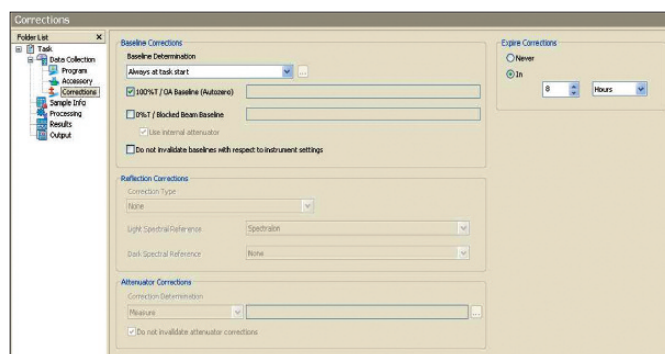 Corrections
Folder List x
Task
Data Collection
Program
Accessory
Corrections
Sample Info
Processing
Results
Output
Baseline Corrections
Baseline Determination
Always at task start
...
100%T / 0A Baseline (Autozero)
0%T / Blocked Beam Baseline
Use internal attenuator
Do not invalidate baselines with respect to instrument settings
Reflection Corrections
Correction Type
None
Light Spectral Reference Spectralon
Dark Spectral Reference None
Attenuator Corrections
Correction Determination
Measure
...
Do not invalidate attenuator corrections
Expire Corrections
Never
In
8 Hours